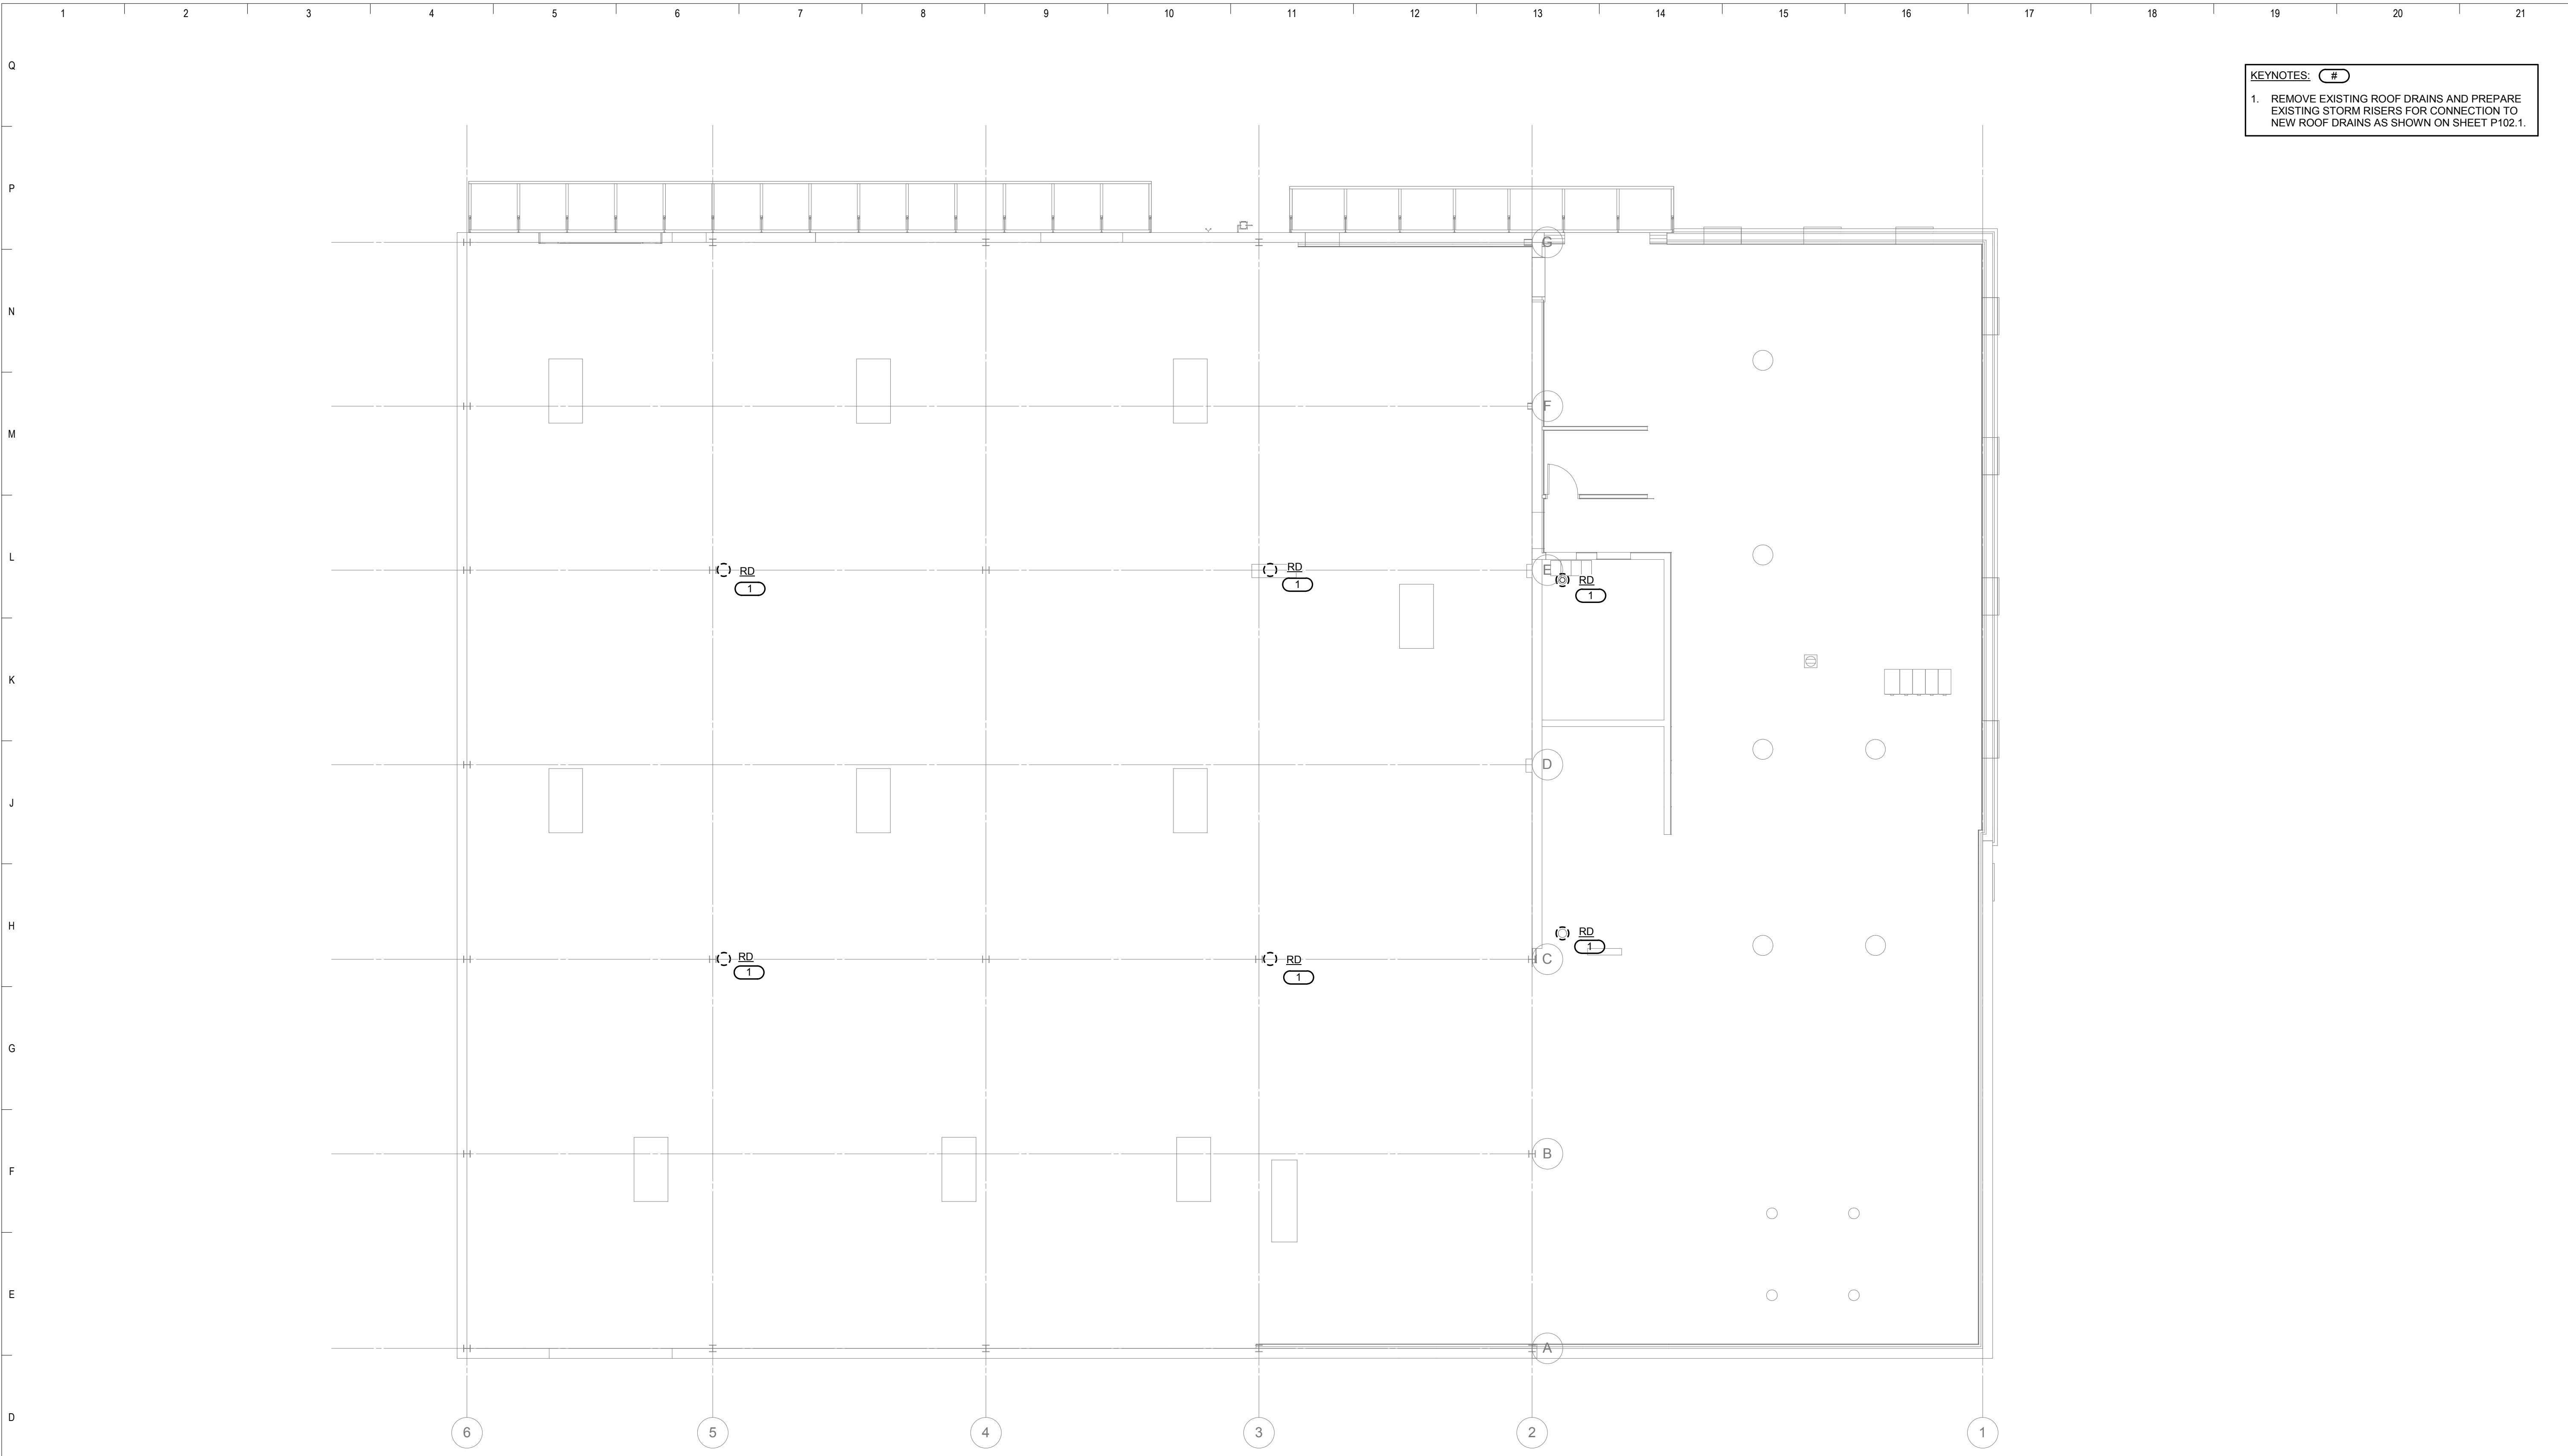 1 2 3 4 5 6 7 8 9 10 11 12 13 14 15 16 17 18 19 20 21
Q
KEYNOTES: #
1. REMOVE EXISTING ROOF DRAINS AND PREPARE
EXISTING STORM RISERS FOR CONNECTION TO
NEW ROOF DRAINS AS SHOWN ON SHEET P102.1.
P
G
N
F
M
L
RD
1
RD
1
E
RD
1
K
D
J
H
RD
1
RD
1
C
RD
1
G
B
F
E
A
D
6 5 4 3 2 1